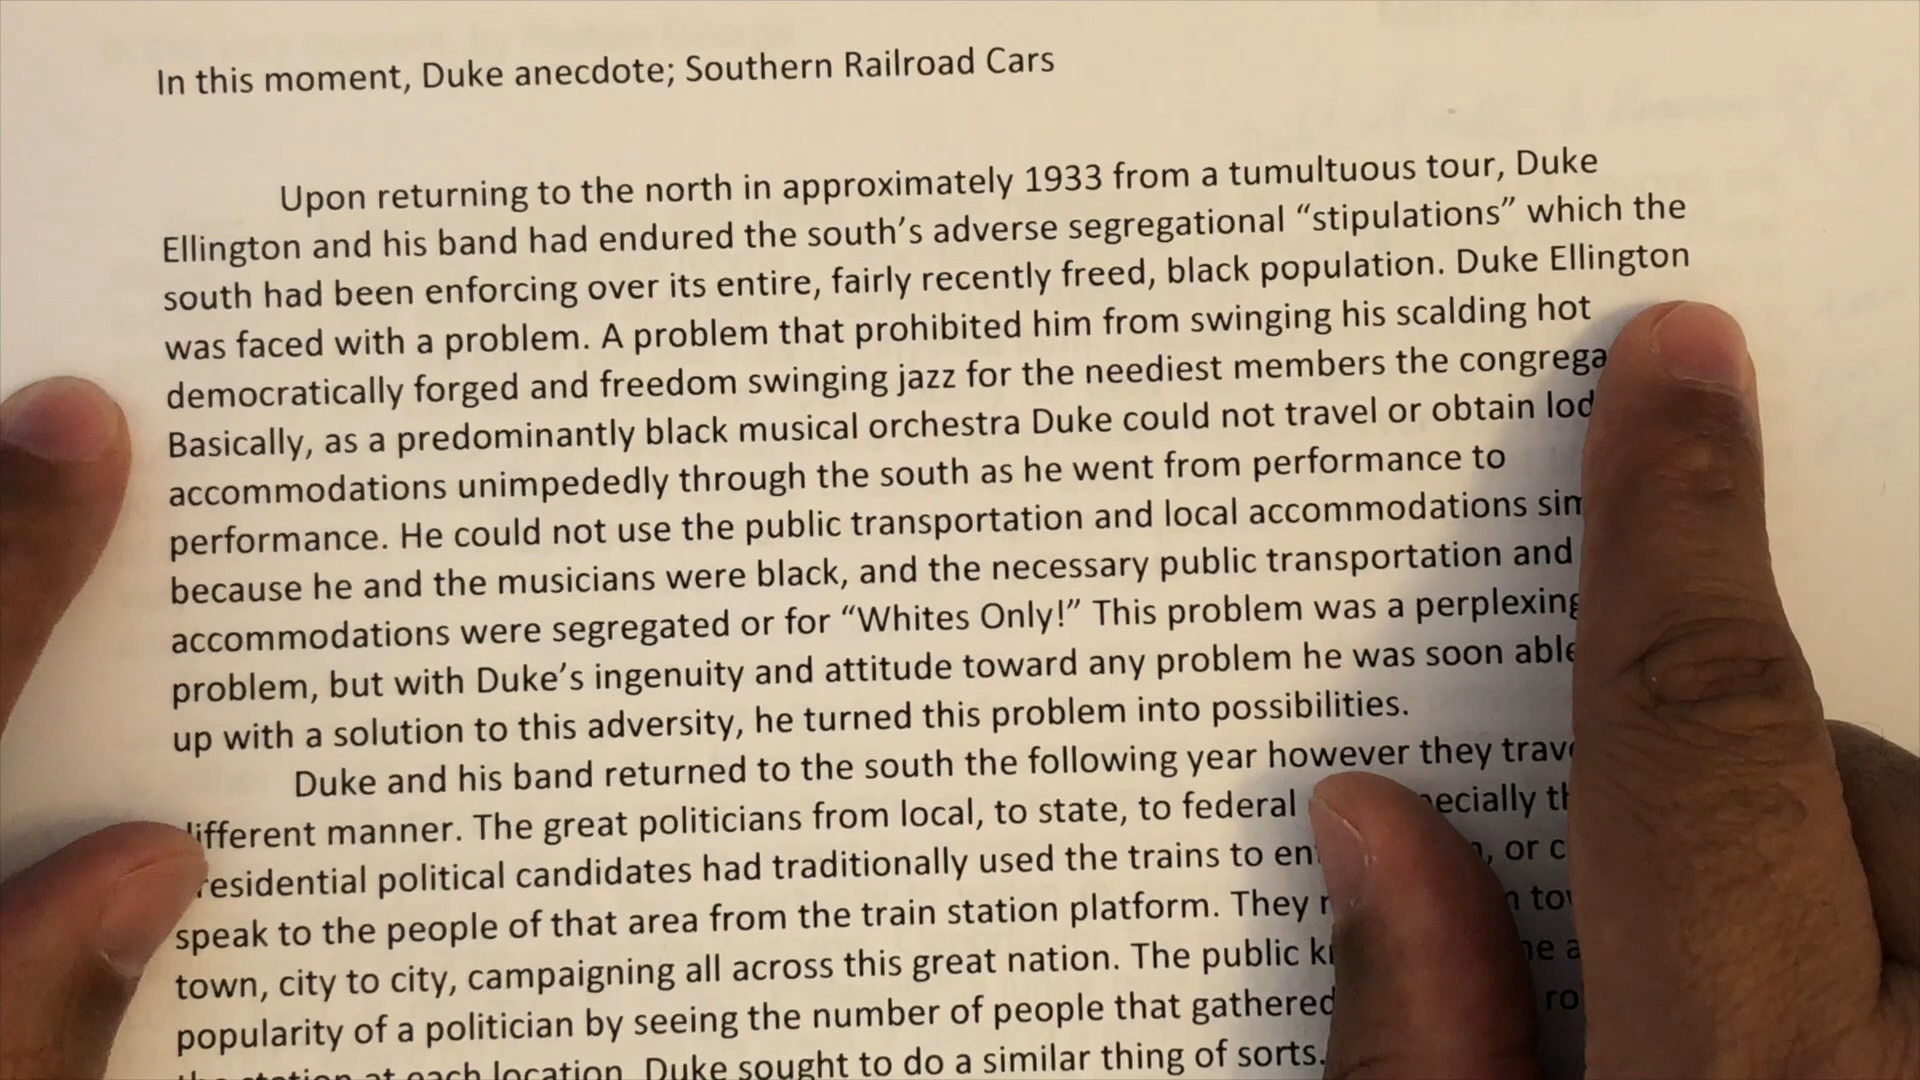 In this moment, Duke anecdote; Southern Railroad Cars
Upon returning to the north in approximately 1933 from a tumultuous tour, Duke
Ellington and his band had endured the south’s adverse segregational “stipulations” which the
south had been enforcing over its entire, fairly recently freed, black population. Duke Ellington
was faced with a problem. A problem that prohibited him from swinging his scalding hot
democratically forged and freedom swinging jazz for the neediest members the
Basically, as a predominantly black musical orchestra Duke could not travel or obtain
accommodations unimpededly through the south as he went from performance to
performance. He could not use the public transportation and local accommodations
because he and the musicians were black, and the necessary public transportation and
accommodations were segregated or for “Whites Only!” This problem was a perplexing
problem, but with Duke’s ingenuity and attitude toward any problem he was soon able
up with a solution to this adversity, he turned this problem into possibilities.
Duke and his band returned to the south the following year however they
manner. The great politicians from local, to state, to federal
political candidates had traditionally used the trains to or
speak to the people of that area from the train station platform. They
town, city to city, campaigning all across this great nation. The public
popularity of a politician by seeing the number of people that gathered
station at each location. Duke sought to do a similar thing of sorts.